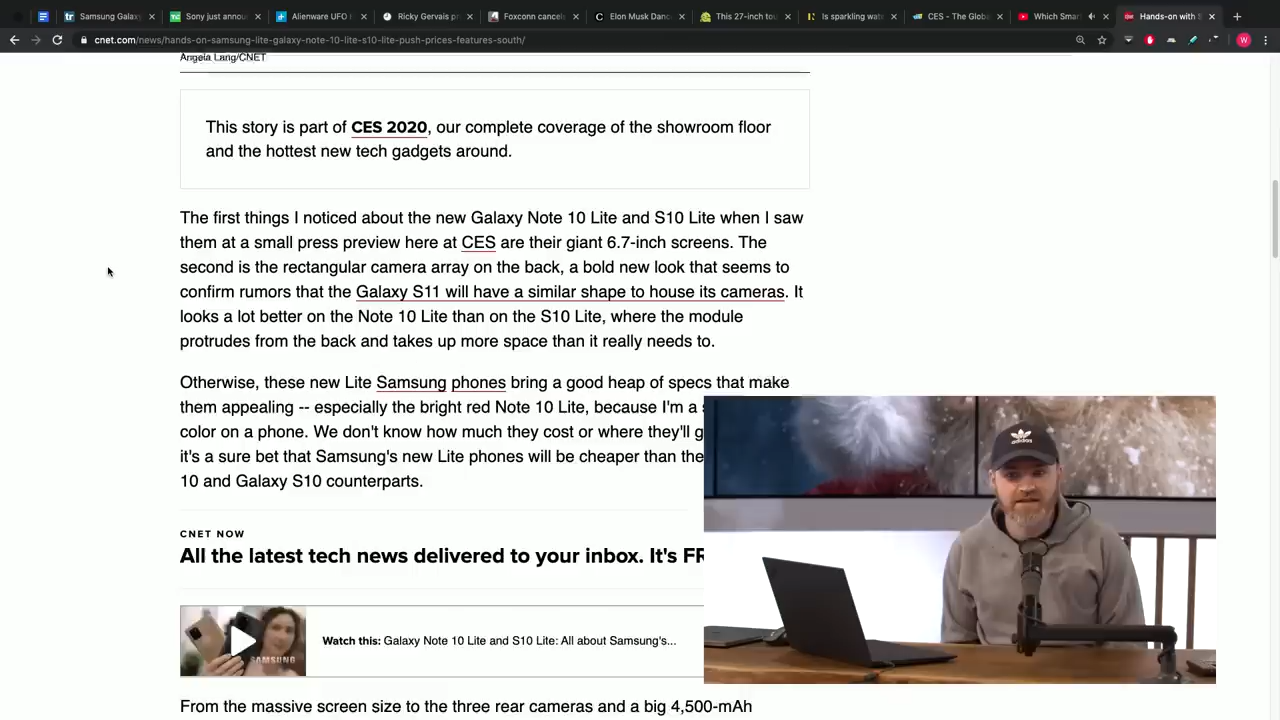 Samsung Galaxy
Sony just annou
Alienware UFO
Ricky Gervais pr
Foxconn cancel
Elon Musk Danc
This 27-inch tou
Is sparkling wat
CES - The Glob
Which Smar
Hands-on with S
cnet.com/news/hands-on-samsung-lite-galaxy-note-10-lite-s10-lite-push-prices-features-south/
W
Angela Lang/CNET
This story is part of CES 2020, our complete coverage of the showroom floor
and the hottest new tech gadgets around.
The first things I noticed about the new Galaxy Note 10 Lite and S10 Lite when I saw
them at a small press preview here at CES are their giant 6.7-inch screens. The
second is the rectangular camera array on the back, a bold new look that seems to
confirm rumors that the Galaxy S11 will have a similar shape to house its cameras. It
looks a lot better on the Note 10 Lite than on the S10 Lite, where the module
protrudes from the back and takes up more space than it really needs to.
Otherwise, these new Lite Samsung phones bring a good heap of specs that make
them appealing -- especially the bright red Note 10 Lite, because I'm a s
color on a phone. We don't know how much they cost or where they'll g
it's a sure bet that Samsung's new Lite phones will be cheaper than the
10 and Galaxy S10 counterparts.
CNET NOW
All the latest tech news delivered to your inbox. It's FR
SAMSUNG
Watch this: Galaxy Note 10 Lite and S10 Lite: All about Samsung's...
adidas
From the massive screen size to the three rear cameras and a big 4,500-mAh